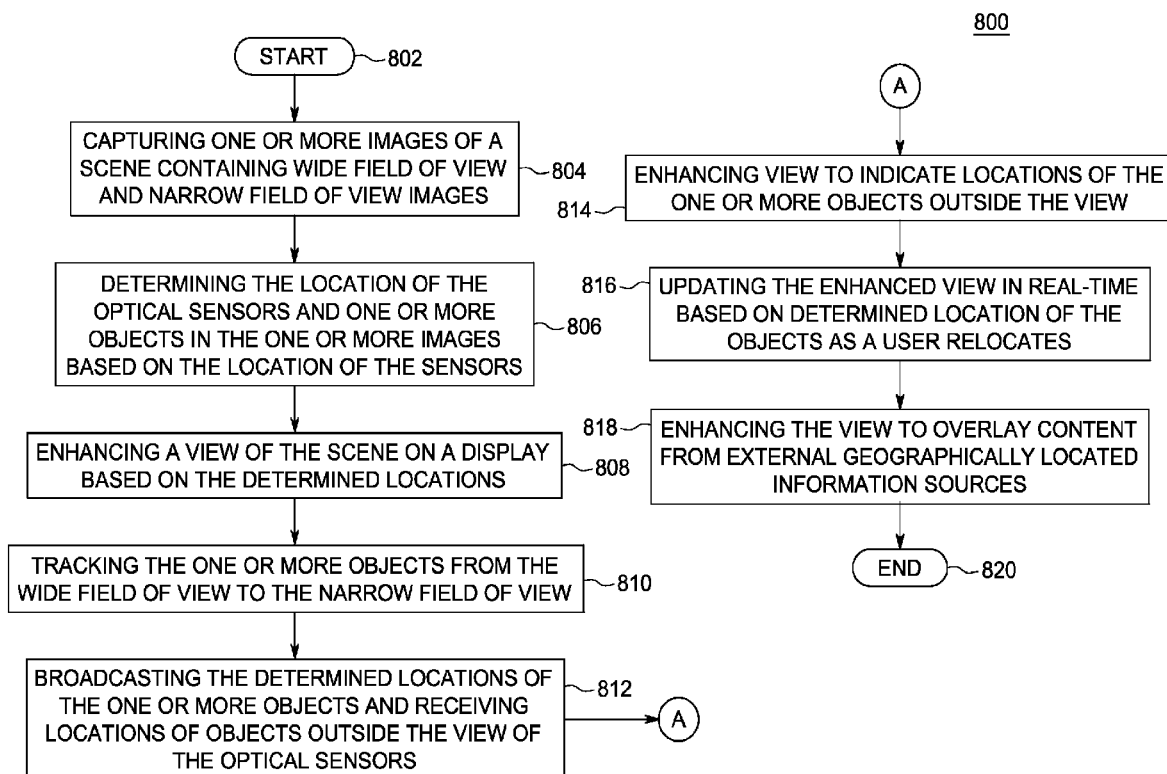 800
START
802
CAPTURING ONE OR MORE IMAGES OF A
SCENE CONTAINING WIDE FIELD OF VIEW
AND NARROW FIELD OF VIEW IMAGES
804
DETERMINING THE LOCATION OF THE
OPTICAL SENSORS AND ONE OR MORE
OBJECTS IN THE ONE OR MORE IMAGES
BASED ON THE LOCATION OF THE SENSORS
806
ENHANCING A VIEW OF THE SCENE ON A DISPLAY
BASED ON THE DETERMINED LOCATIONS
808
TRACKING THE ONE OR MORE OBJECTS FROM THE
WIDE FIELD OF VIEW TO THE NARROW FIELD OF VIEW
810
BROADCASTING THE DETERMINED LOCATIONS OF
THE ONE OR MORE OBJECTS AND RECEIVING
LOCATIONS OF OBJECTS OUTSIDE THE VIEW OF
THE OPTICAL SENSORS
812
A
A
ENHANCING VIEW TO INDICATE LOCATIONS OF THE
ONE OR MORE OBJECTS OUTSIDE THE VIEW
814
816
UPDATING THE ENHANCED VIEW IN REAL-TIME
BASED ON DETERMINED LOCATION OF THE
OBJECTS AS A USER RELOCATES
818
ENHANCING THE VIEW TO OVERLAY CONTENT
FROM EXTERNAL GEOGRAPHICALLY LOCATED
INFORMATION SOURCES
END
820